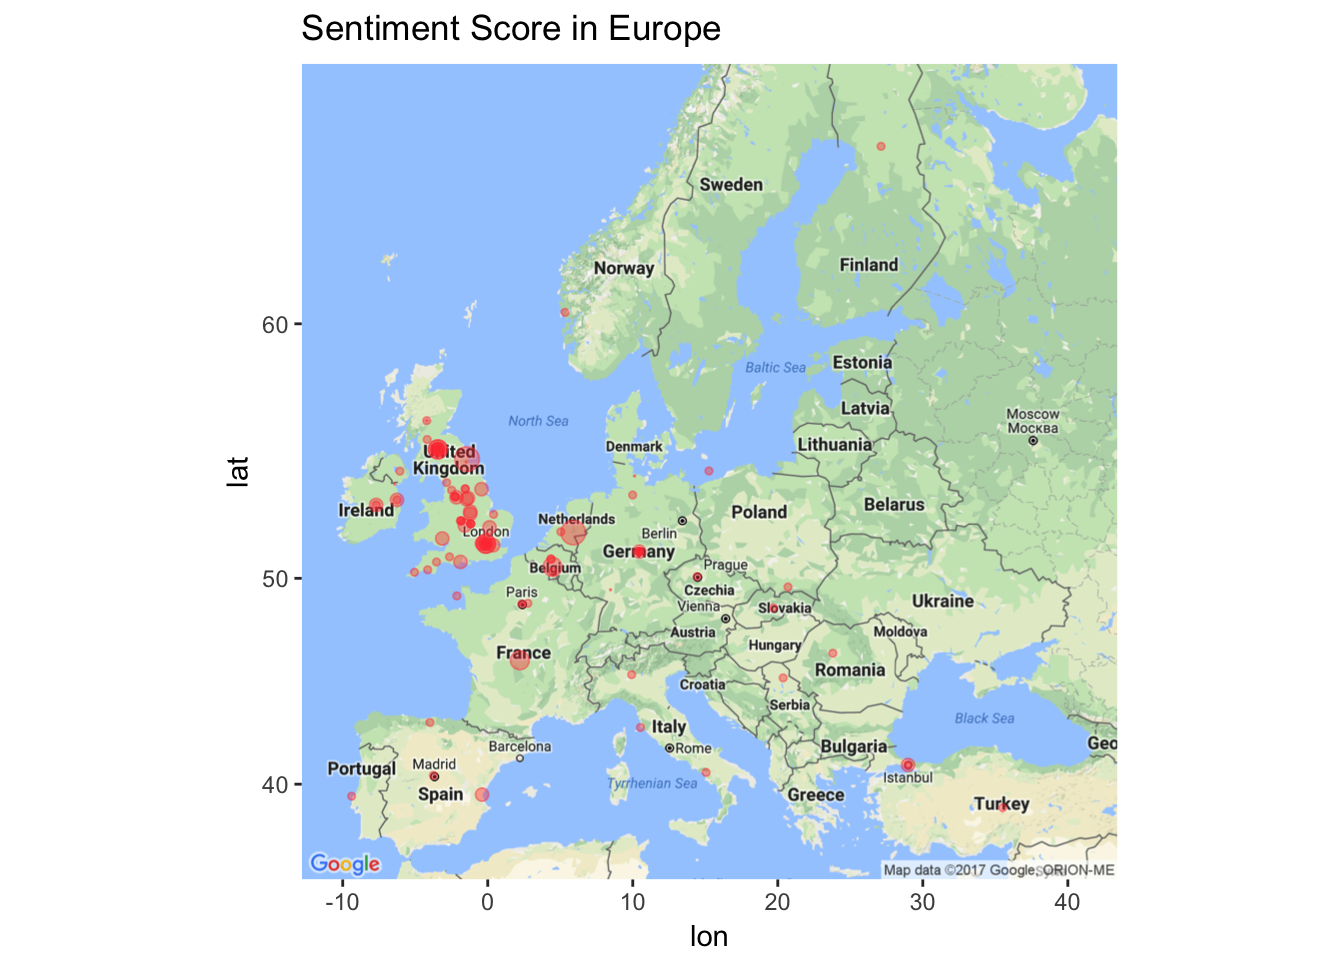 Sentiment Score in Europe
Sweden
Norway
Finland
60
Estonia
Baltic Sea
Latvia
Moscow
Москва
North Sea
Denmark
Lithuania
United
Kingdom
lat
Ireland
Belarus
Poland
Netherlands
London
Berlin
Germany
Belgium
Prague
50
Czechia
Paris
Vienna
Slovakia
Ukraine
Austria
Moldova
Hungary
France
Romania
Croatia
Serbia
Black Sea
Italy
Barcelona
Rome
Bulgaria
Geo
Portugal
Madrid
Istanbul
40
Tyrrhenian Sea
Spain
Greece
Turkey
Google
Map data ©2017 Google, ORION-ME
-10
0
10
20
30
40
lon